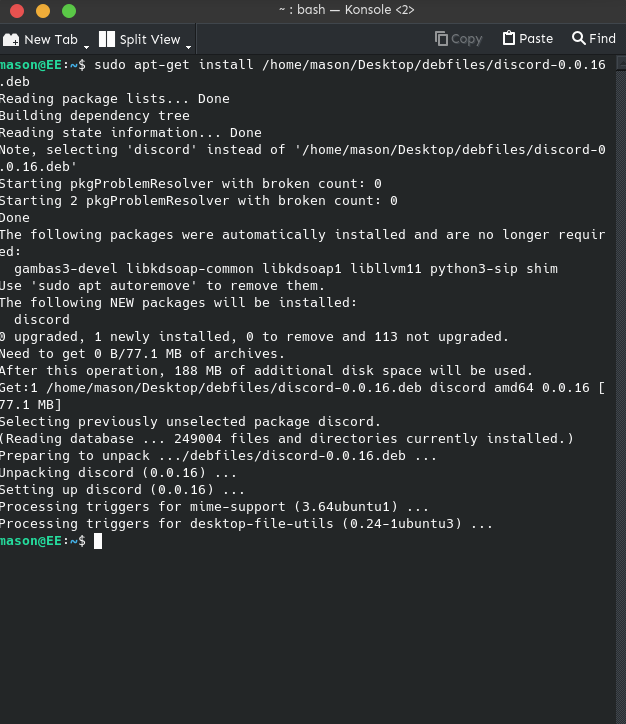 ~ : bash — Konsole <2>
New Tab Split View Copy Paste Find
mason@EE:~$ sudo apt-get install /home/mason/Desktop/debfiles/discord-0.0.16
.deb
Reading package lists... Done
Building dependency tree
Reading state information... Done
Note, selecting 'discord' instead of '/home/mason/Desktop/debfiles/discord-0
.0.16.deb'
Starting pkgProblemResolver with broken count: 0
Starting 2 pkgProblemResolver with broken count: 0
Done
The following packages were automatically installed and are no longer requir
ed:
  gambas3-devel libkdsoap-common libkdsoap1 libllvm11 python3-sip shim
Use 'sudo apt autoremove' to remove them.
The following NEW packages will be installed:
  discord
0 upgraded, 1 newly installed, 0 to remove and 113 not upgraded.
Need to get 0 B/77.1 MB of archives.
After this operation, 188 MB of additional disk space will be used.
Get:1 /home/mason/Desktop/debfiles/discord-0.0.16.deb discord amd64 0.0.16 [
77.1 MB]
Selecting previously unselected package discord.
(Reading database ... 249004 files and directories currently installed.)
Preparing to unpack .../debfiles/discord-0.0.16.deb ...
Unpacking discord (0.0.16) ...
Setting up discord (0.0.16) ...
Processing triggers for mime-support (3.64ubuntu1) ...
Processing triggers for desktop-file-utils (0.24-1ubuntu3) ...
mason@EE:~$